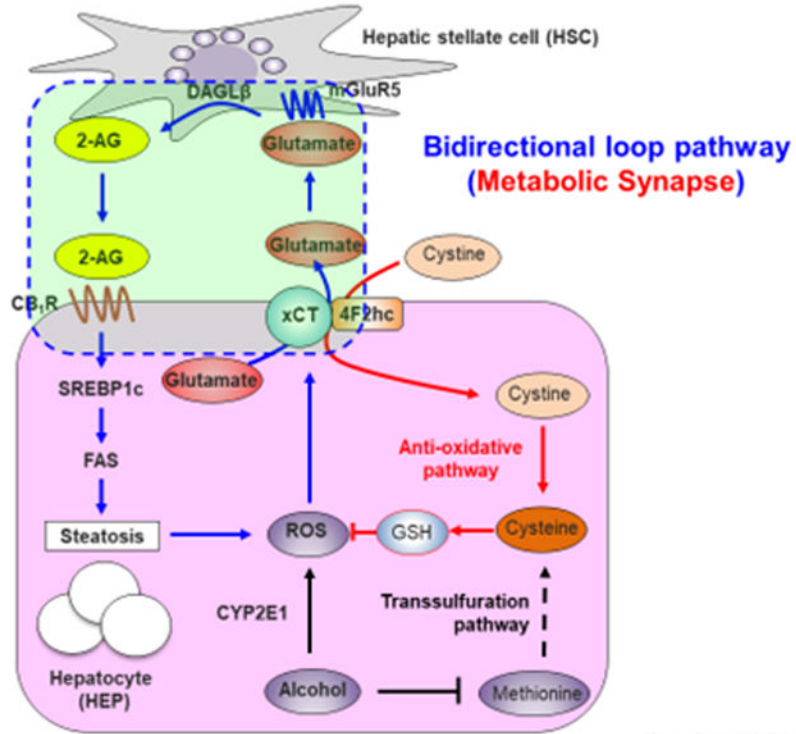 Hepatic stellate cell (HSC)
DAGLβ
mGluR5
2-AG
Glutamate
Bidirectional loop pathway
(Metabolic Synapse)
2-AG
Glutamate
Cystine
CB₁R
xCT
4F2hc
Glutamate
SREBP1c
Cystine
FAS
Anti-oxidative
pathway
Steatosis
ROS
GSH
Cysteine
CYP2E1
Transsulfuration
pathway
Hepatocyte
(HEP)
Alcohol
Methionine